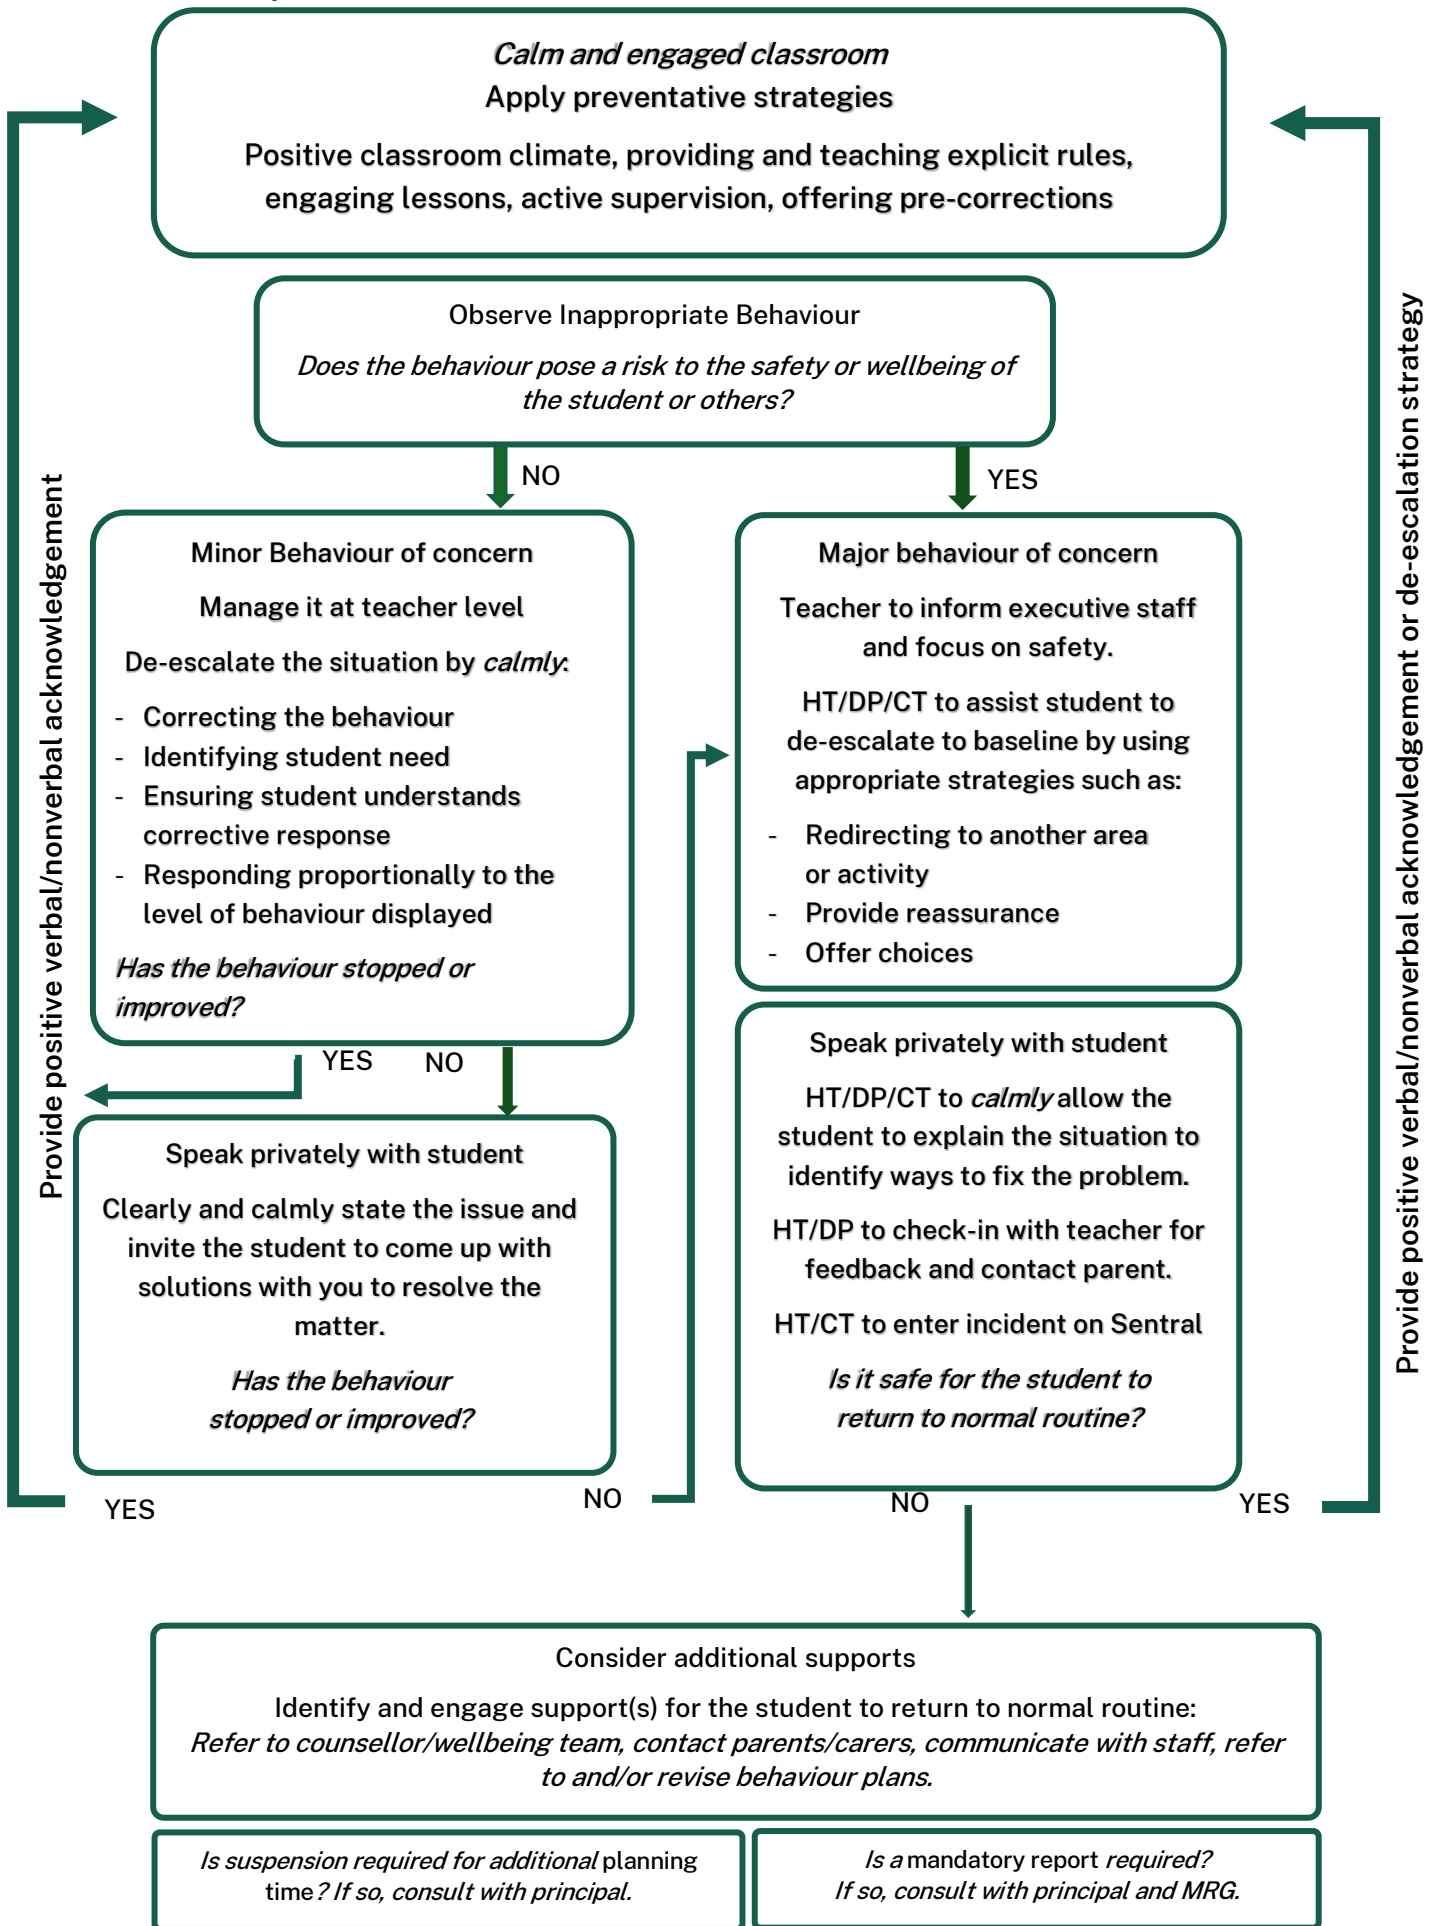 Calm and engaged classroom
Apply preventative strategies
Positive classroom climate, providing and teaching explicit rules,
engaging lessons, active supervision, offering pre-corrections
Observe Inappropriate Behaviour
Does the behaviour pose a risk to the safety or wellbeing of
the student or others?
NO
YES
Minor Behaviour of concern
Manage it at teacher level
De-escalate the situation by calmly:
- Correcting the behaviour
- Identifying student need
- Ensuring student understands
corrective response
- Responding proportionally to the
level of behaviour displayed
Has the behaviour stopped or
improved?
YES
NO
Speak privately with student
Clearly and calmly state the issue and
invite the student to come up with
solutions with you to resolve the
matter.
Has the behaviour
stopped or improved?
YES
NO
Provide positive verbal/nonverbal acknowledgement
Major behaviour of concern
Teacher to inform executive staff
and focus on safety.
HT/DP/CT to assist student to
de-escalate to baseline by using
appropriate strategies such as:
- Redirecting to another area
or activity
- Provide reassurance
- Offer choices
Speak privately with student
HT/DP/CT to calmly allow the
student to explain the situation to
identify ways to fix the problem.
HT/DP to check-in with teacher for
feedback and contact parent.
HT/CT to enter incident on Sentral
Is it safe for the student to
return to normal routine?
NO
YES
Provide positive verbal/nonverbal acknowledgement or de-escalation strategy
Consider additional supports
Identify and engage support(s) for the student to return to normal routine:
Refer to counsellor/wellbeing team, contact parents/carers, communicate with staff, refer
to and/or revise behaviour plans.
Is suspension required for additional planning
time? If so, consult with principal.
Is a mandatory report required?
If so, consult with principal and MRG.